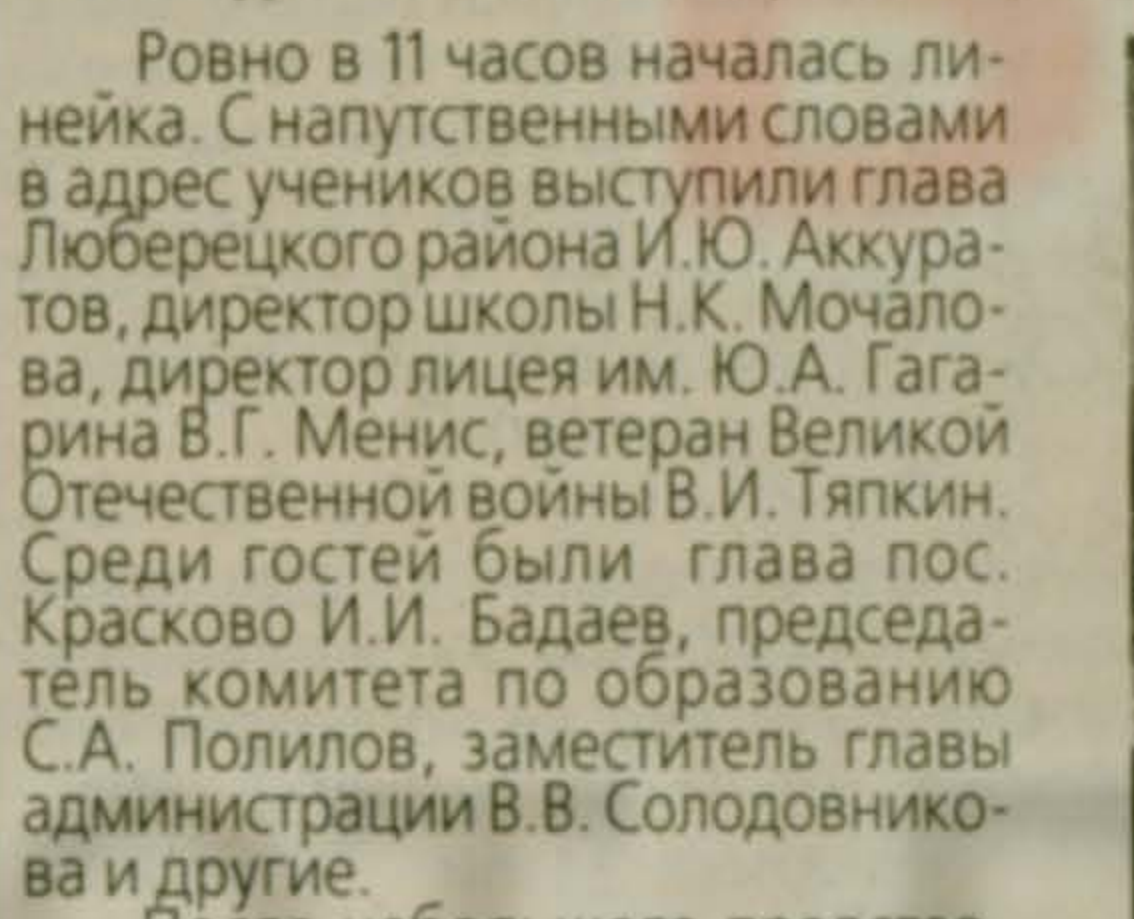 Ровно в 11 часов началась ли-
нейка. С напутственными словами
в адрес учеников выступили глава
Люберецкого района И.Ю. Аккура-
тов, директор школы Н.К. Мочало-
ва, директор лицея им. Ю.А. Гага-
рина В.Г. Менис, ветеран Великой
Отечественной войны В.И. Тяпкин.
Среди гостей были глава пос.
Красково И.И. Бадаев, председа-
тель комитета по образованию
С.А. Полилов, заместитель главы
администрации В.В. Солодовнико-
ва и другие.